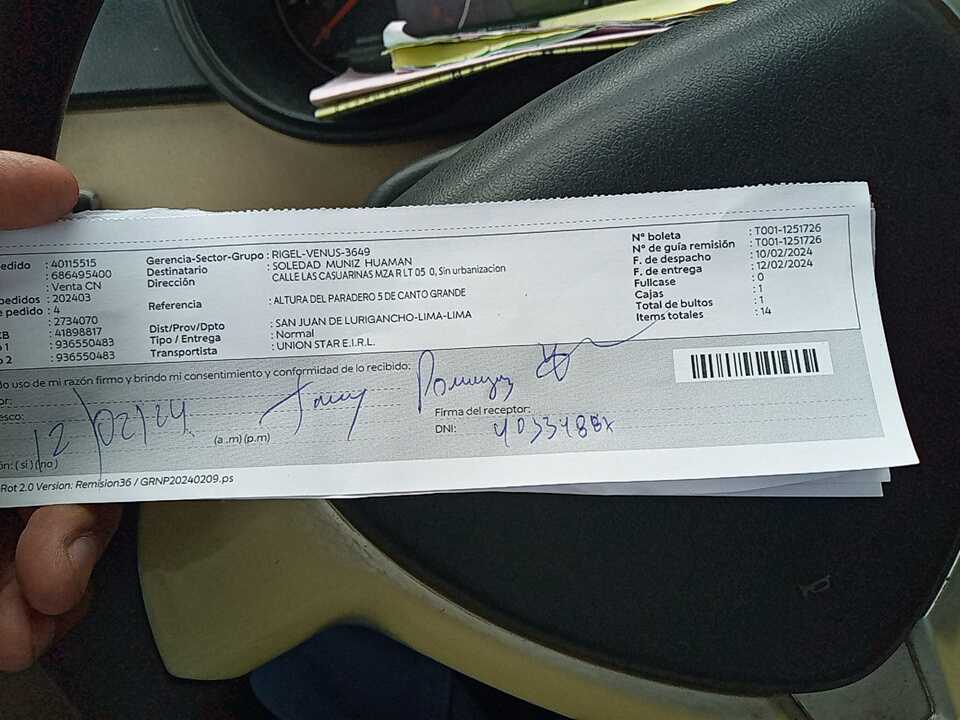 edido : 40115515 Gerencia-Sector-Grupo : RIGEL-VENUS-3649 N° boleta : T001-1251726
: 686495400 Destinatario : SOLEDAD MUNIZ HUAMAN N° de guía remisión : T001-1251726
: Venta CN Dirección CALLE LAS CASUARINAS MZA R LT 05 0, Sin urbanizacion F. de despacho : 10/02/2024
edidos : 202403 F. de entrega : 12/02/2024
e pedido : 4 Referencia : ALTURA DEL PARADERO 5 DE CANTO GRANDE Fullcase : 0
: 2734070 Cajas : 1
CB : 41898817 Dist/Prov/Dpto : SAN JUAN DE LURIGANCHO-LIMA-LIMA Total de bultos : 1
o 1 : 936550483 Tipo / Entrega : Normal Items totales : 14
o 2 : 936550483 Transportista : UNION STAR E.I.R.L.
do uso de mi razón firmo y brindo mi consentimiento y conformidad de lo recibido:
or:
esco:
12/02/24 (a .m) (p.m) Firma del receptor:
DNI:
ón: ( si ) ( no )
Rot 2.0 Version: Remision36 / GRNP20240209.ps